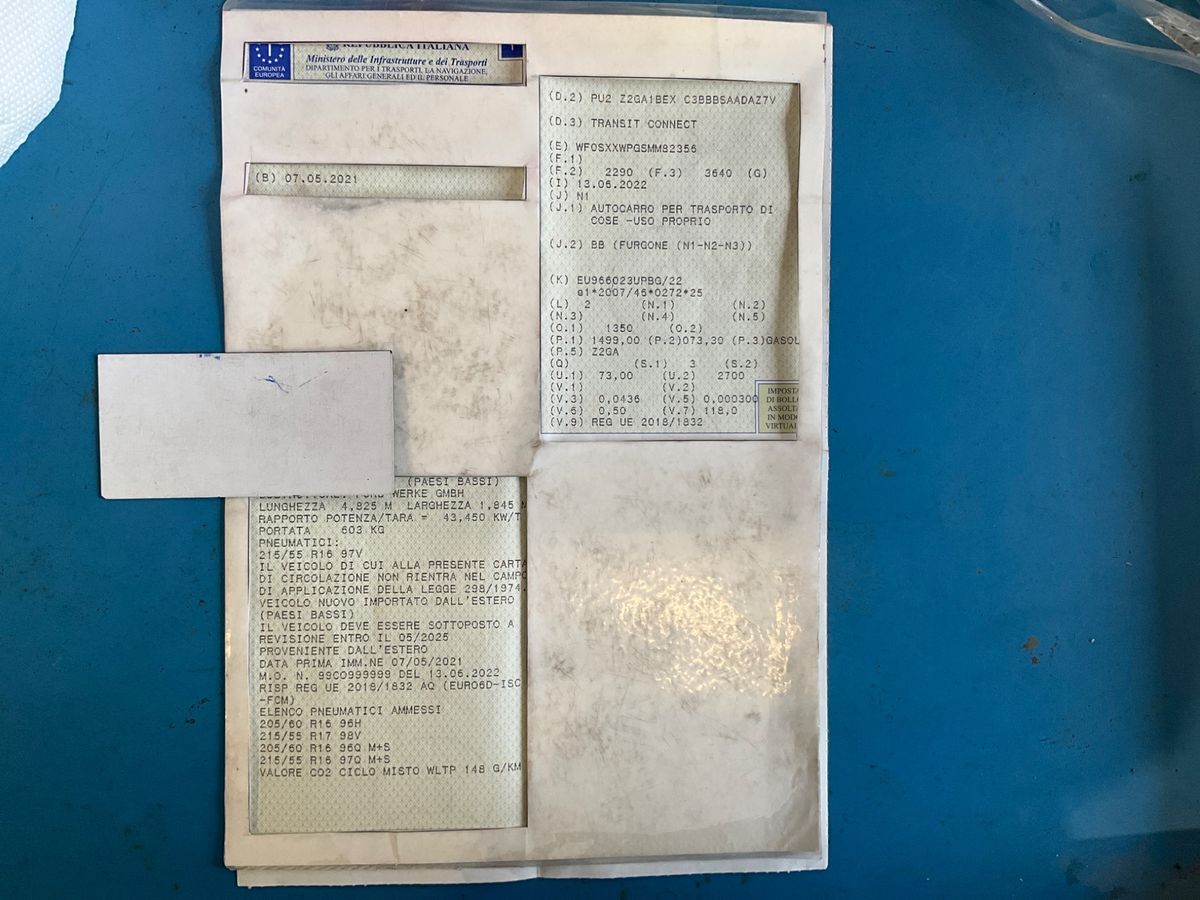 REPUBBLICA ITALIANA
COMUNITÀ
EUROPEA
Ministero delle Infrastrutture e dei Trasporti
DIPARTIMENTO PER I TRASPORTI, LA NAVIGAZIONE,
GLI AFFARI GENERALI ED IL PERSONALE
(B) 07.05.2021
(PAESI BASSI)
WERKE GMBH
LUNGHEZZA 4,825 M LARGHEZZA 1,845 M
RAPPORTO POTENZA/TARA = 43,450 KW/T
PORTATA 603 KG
PNEUMATICI:
215/55 R16 97V
IL VEICOLO DI CUI ALLA PRESENTE CARTA
DI CIRCOLAZIONE NON RIENTRA NEL CAMPO
DI APPLICAZIONE DELLA LEGGE 298/1974.
VEICOLO NUOVO IMPORTATO DALL'ESTERO
(PAESI BASSI)
IL VEICOLO DEVE ESSERE SOTTOPOSTO A
REVISIONE ENTRO IL 05/2025
PROVENIENTE DALL'ESTERO
DATA PRIMA IMM.NE 07/05/2021
M.O. N. 99C0999999 DEL 13.06.2022
RISP REG UE 2018/1832 AQ (EURO6D-ISC
-FCM)
ELENCO PNEUMATICI AMMESSI
205/60 R16 96H
215/55 R17 98V
205/60 R16 96Q M+S
215/55 R16 97Q M+S
VALORE CO2 CICLO MISTO WLTP 148 G/KM
(D.2) PU2 Z2GA1BEX C3BBBSAADAZ7V
(D.3) TRANSIT CONNECT
(E) WF0SXXWPGSMM82356
(F.1)
(F.2) 2290 (F.3) 3640 (G)
(I) 13.06.2022
(J) N1
(J.1) AUTOCARRO PER TRASPORTO DI
COSE -USO PROPRIO
(J.2) BB (FURGONE (N1-N2-N3))
(K) EU966023UPBG/22
e1*2007/46*0272*25
(L) 2 (N.1) (N.2)
(N.3) (N.4) (N.5)
(O.1) 1350 (O.2)
(P.1) 1499,00 (P.2)073,30 (P.3)GASOL
(P.5) Z2GA
(Q) (S.1) 3 (S.2)
(U.1) 73,00 (U.2) 2700
(V.1) (V.2)
(V.3) 0,0436 (V.5) 0,000300
(V.6) 0,50 (V.7) 118,0
(V.9) REG UE 2018/1832
IMPOSTA
DI BOLLO
ASSOLTA
IN MODO
VIRTUAL